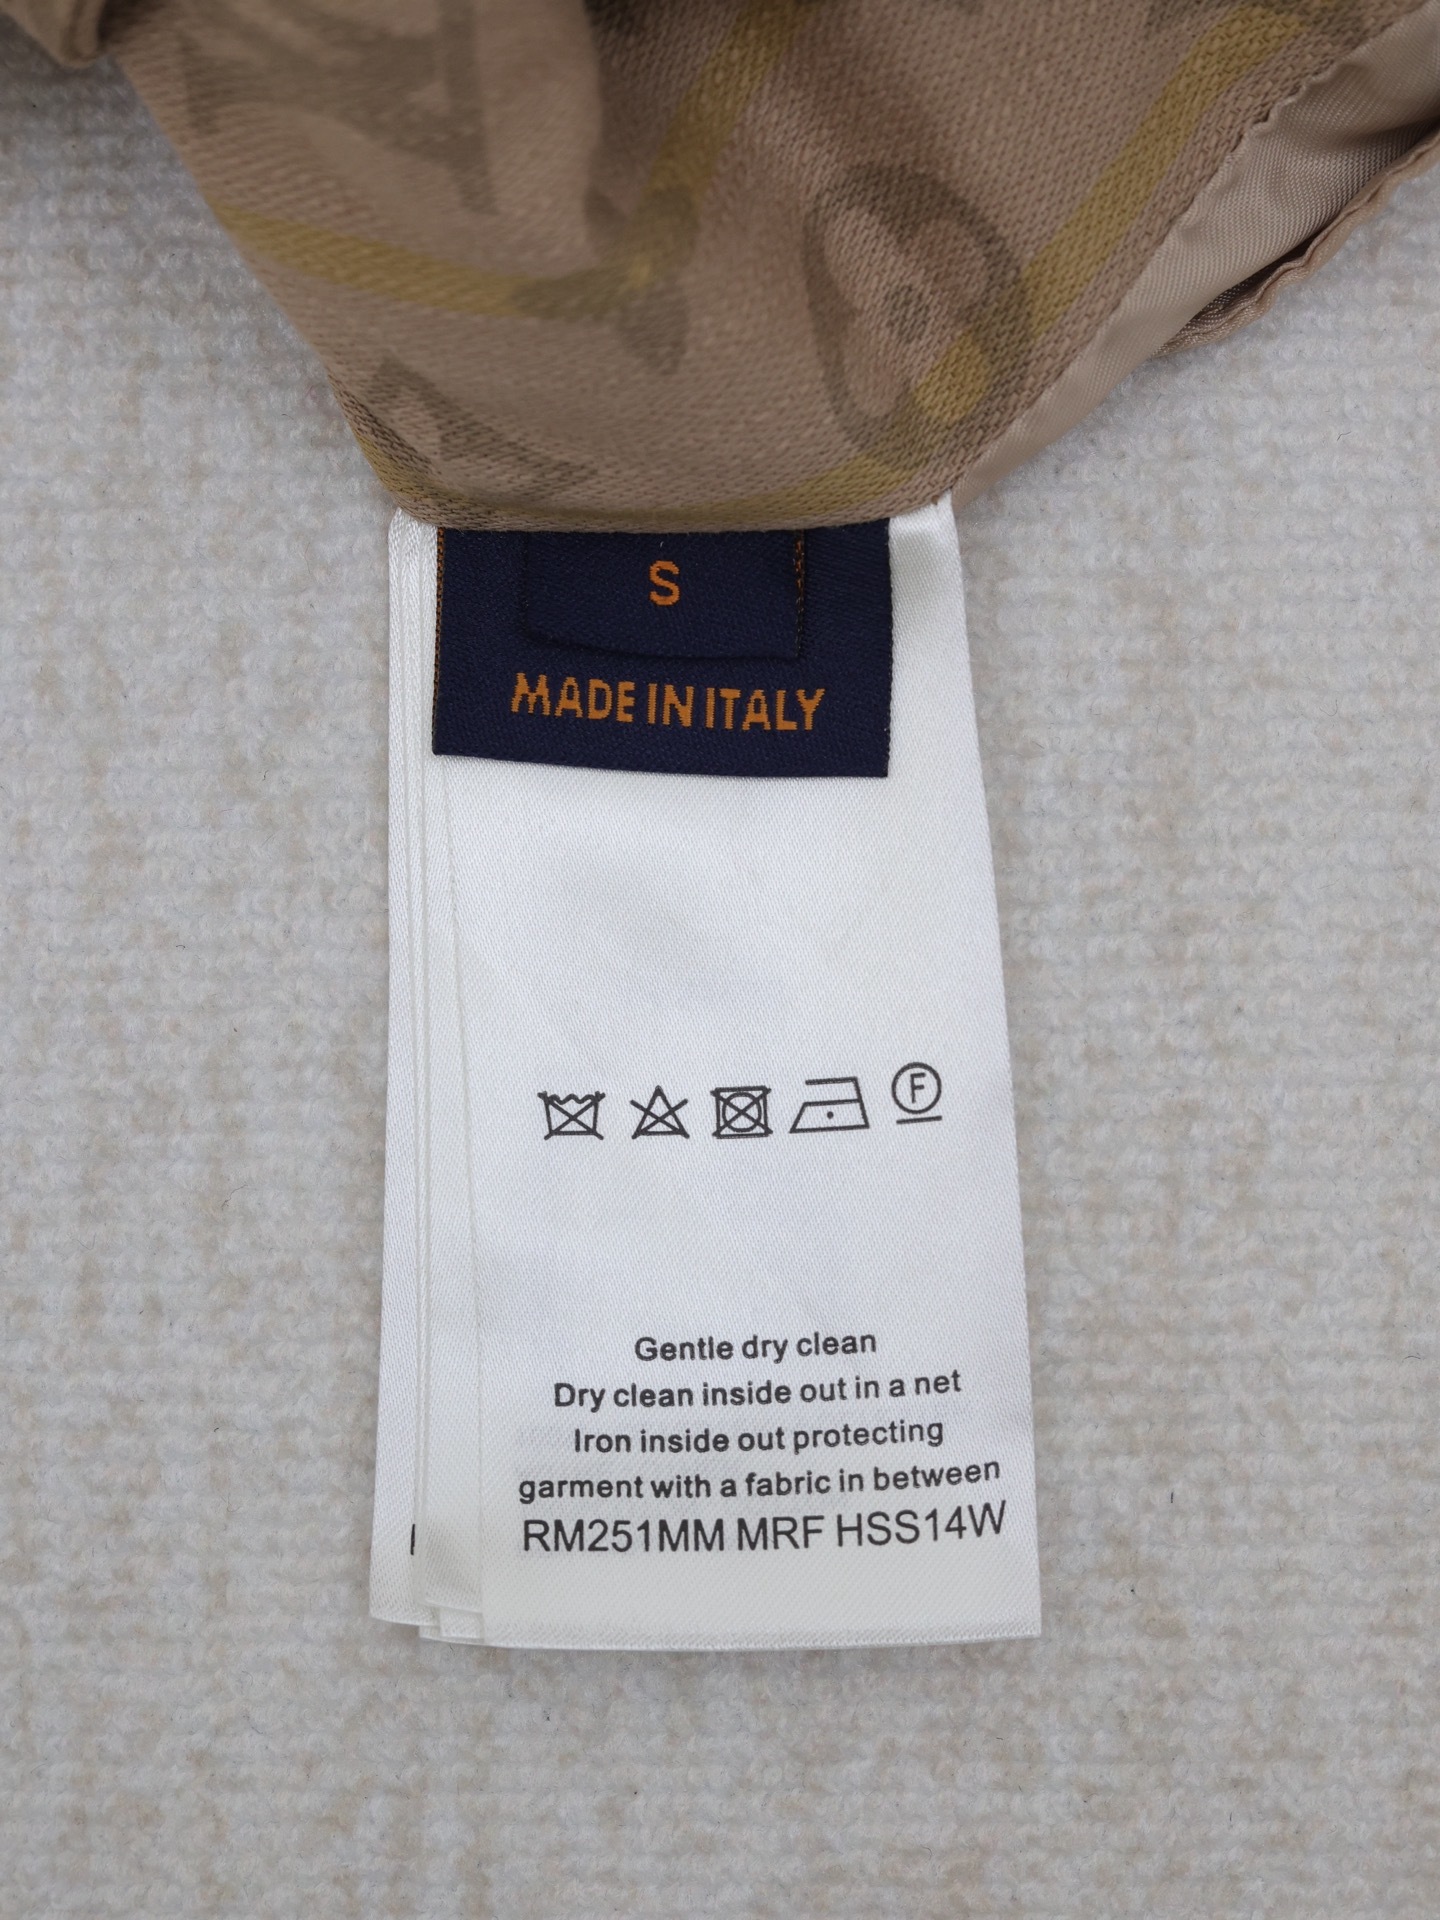 S
MADE IN ITALY
F
Gentle dry clean
Dry clean inside out in a net
Iron inside out protecting
garment with a fabric in between
RM251MM MRF HSS14W